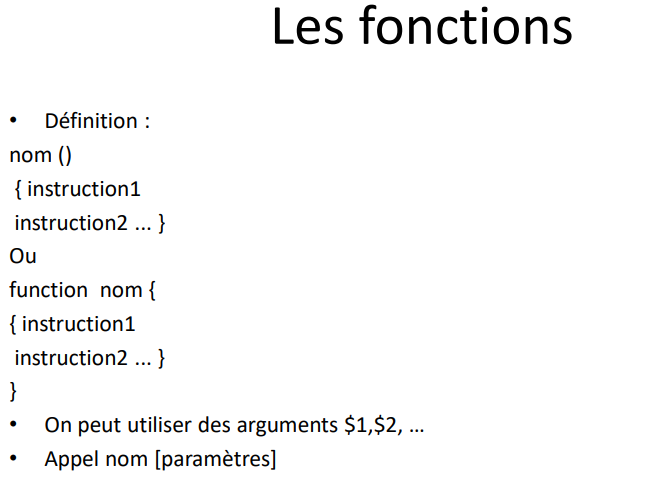 Les fonctions
• Définition :
nom ()
{ instruction1
instruction2 ... }
Ou
function nom {
{ instruction1
instruction2 ... }
}
• On peut utiliser des arguments $1,$2, ...
• Appel nom [paramètres]